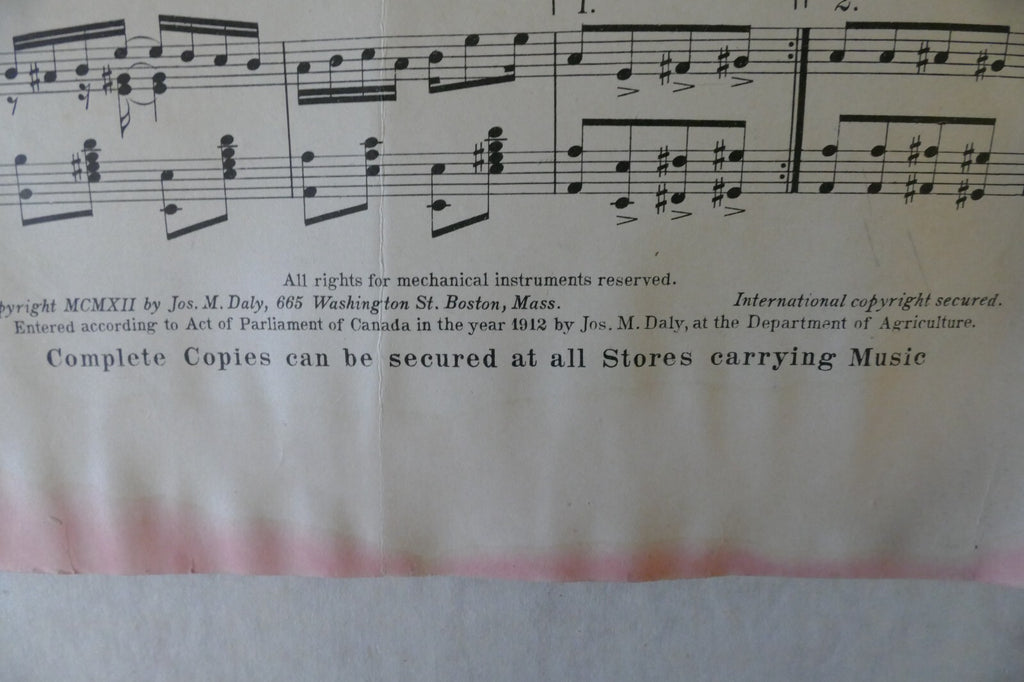 1. 2.
All rights for mechanical instruments reserved.
pyright MCMXII by Jos. M. Daly, 665 Washington St. Boston, Mass. International copyright secured.
Entered according to Act of Parliament of Canada in the year 1912 by Jos. M. Daly, at the Department of Agriculture.
Complete Copies can be secured at all Stores carrying Music